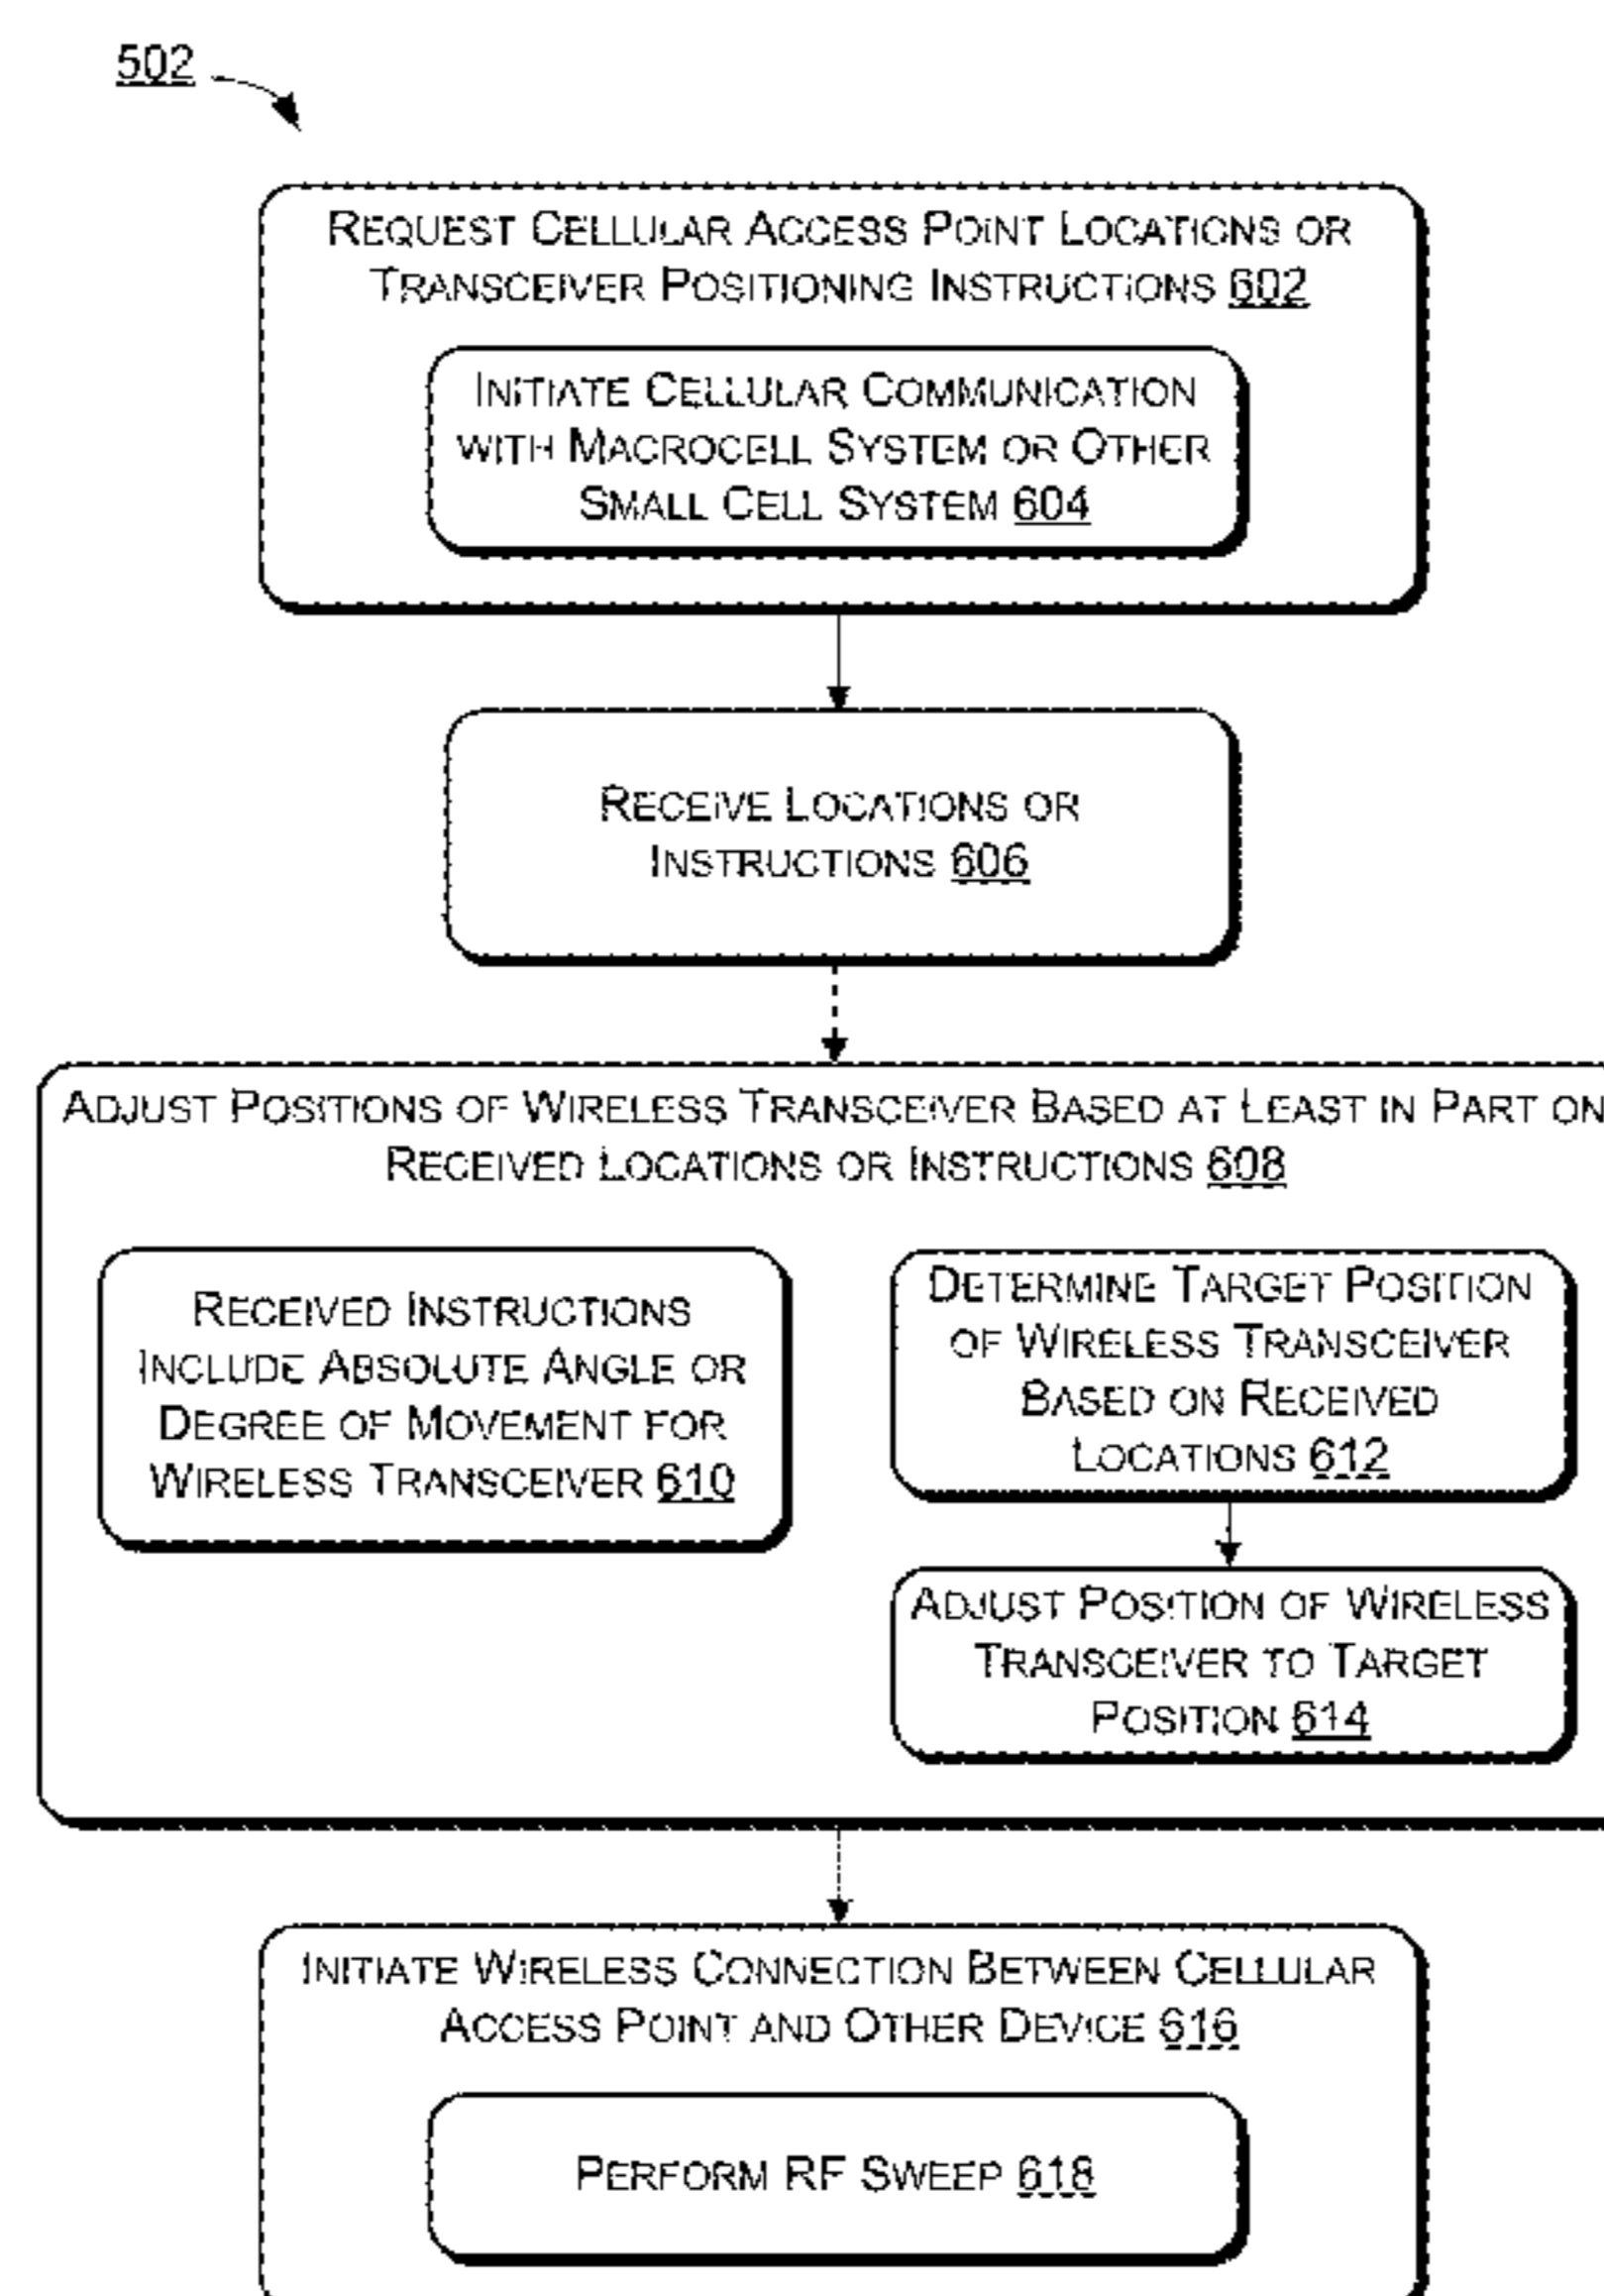 502
REQUEST CELLULAR ACCESS POINT LOCATIONS OR
TRANSCEIVER POSITIONING INSTRUCTIONS 602
INITIATE CELLULAR COMMUNICATION
WITH MACROCELL SYSTEM OR OTHER
SMALL CELL SYSTEM 604
RECEIVE LOCATIONS OR
INSTRUCTIONS 606
ADJUST POSITIONS OF WIRELESS TRANSCEIVER BASED AT LEAST IN PART ON
RECEIVED LOCATIONS OR INSTRUCTIONS 608
RECEIVED INSTRUCTIONS
INCLUDE ABSOLUTE ANGLE OR
DEGREE OF MOVEMENT FOR
WIRELESS TRANSCEIVER 610
DETERMINE TARGET POSITION
OF WIRELESS TRANSCEIVER
BASED ON RECEIVED
LOCATIONS 612
ADJUST POSITION OF WIRELESS
TRANSCEIVER TO TARGET
POSITION 614
INITIATE WIRELESS CONNECTION BETWEEN CELLULAR
ACCESS POINT AND OTHER DEVICE 616
PERFORM RF SWEEP 618